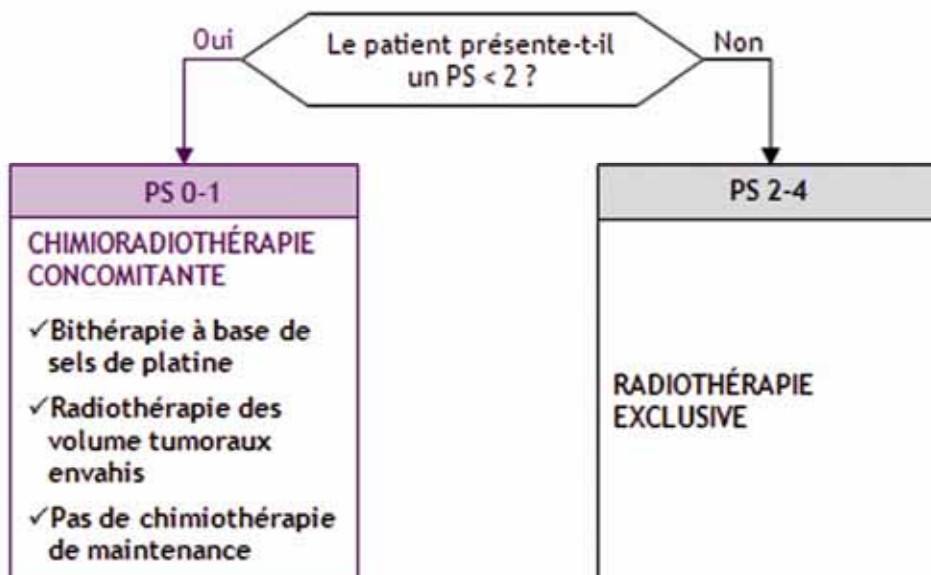 Oui
Le patient présente-t-il
un PS < 2 ?
Non
PS 0-1
CHIMIORADIOTHÉRAPIE
CONCOMITANTE
✓Bithérapie à base de
sels de platine
✓Radiothérapie des
volume tumoraux
envahis
✓Pas de chimiothérapie
de maintenance
PS 2-4
RADIOTHÉRAPIE
EXCLUSIVE